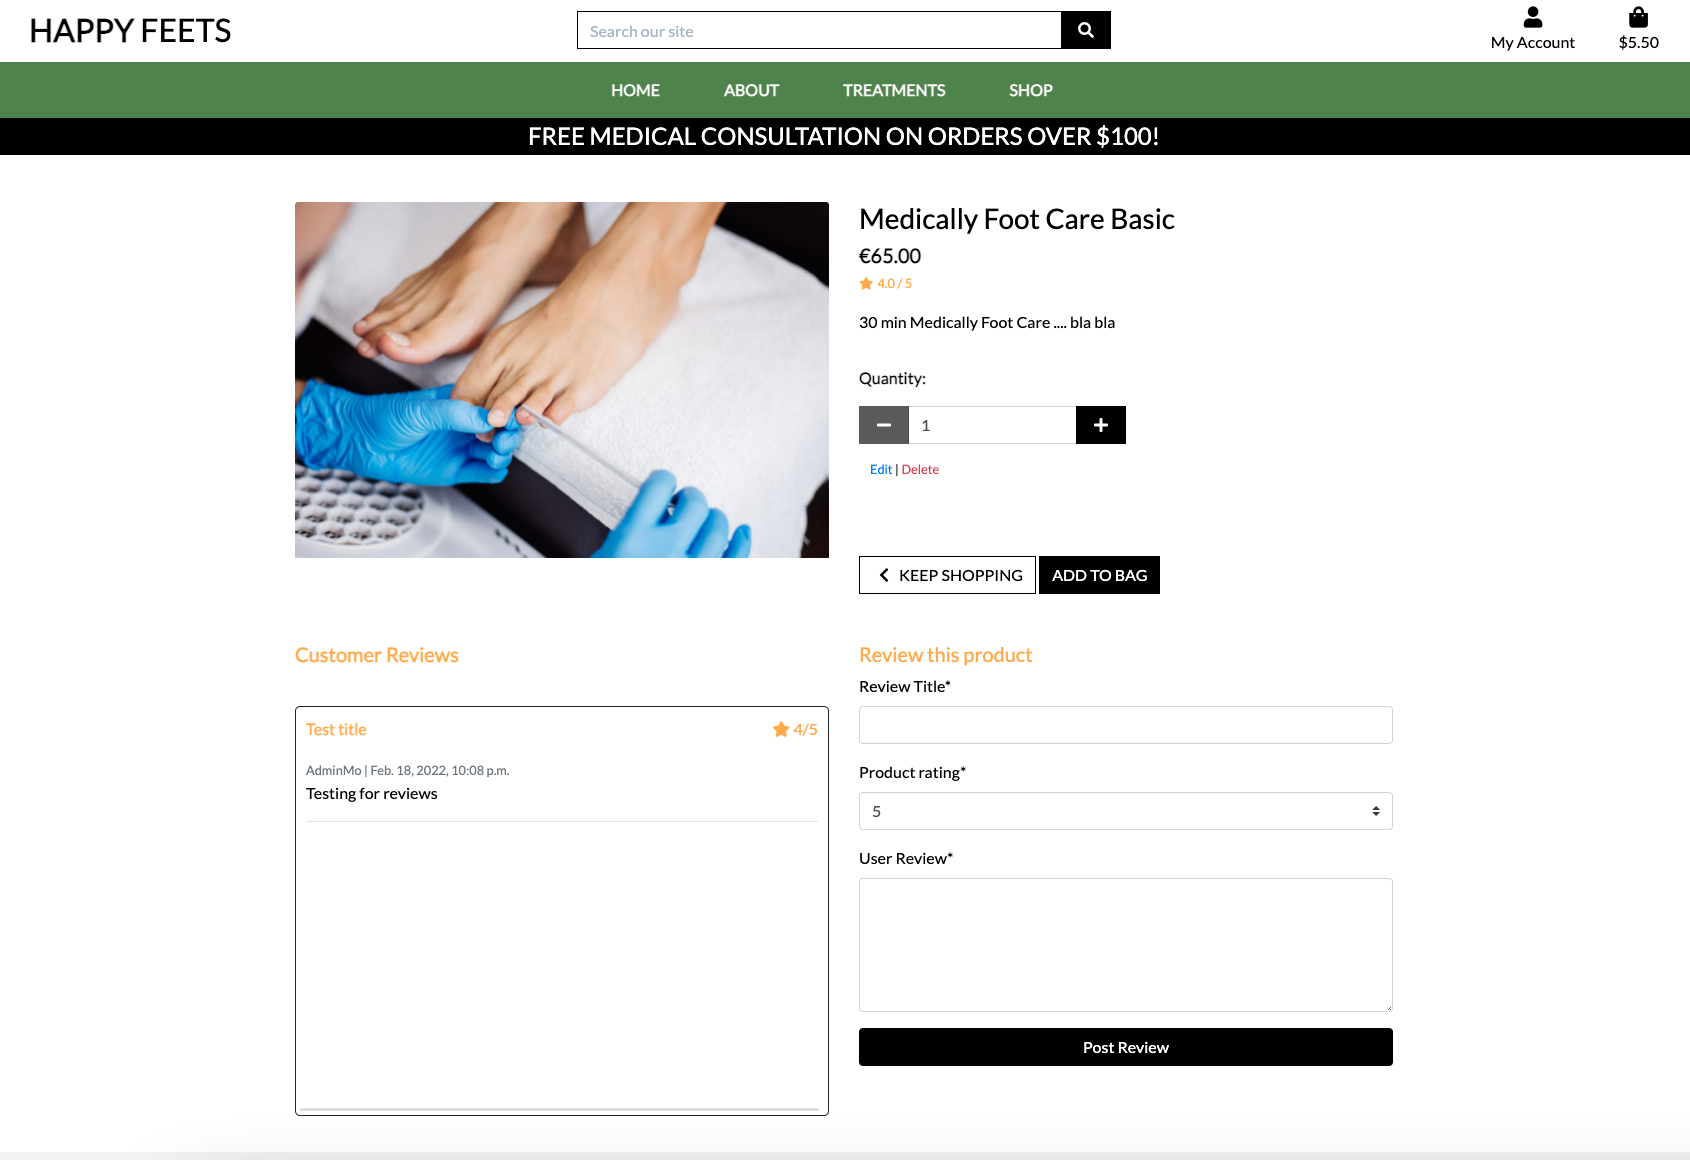 HAPPY FEETS
Search our site
My Account
$5.50
HOME
ABOUT
TREATMENTS
SHOP
FREE MEDICAL CONSULTATION ON ORDERS OVER $100!
Medically Foot Care Basic
€65.00
4.0 / 5
30 min Medically Foot Care .... bla bla
Quantity:
1
Edit | Delete
KEEP SHOPPING
ADD TO BAG
Customer Reviews
Test title
4/5
AdminMo | Feb. 18, 2022, 10:08 p.m.
Testing for reviews
Review this product
Review Title*
Product rating*
5
User Review*
Post Review